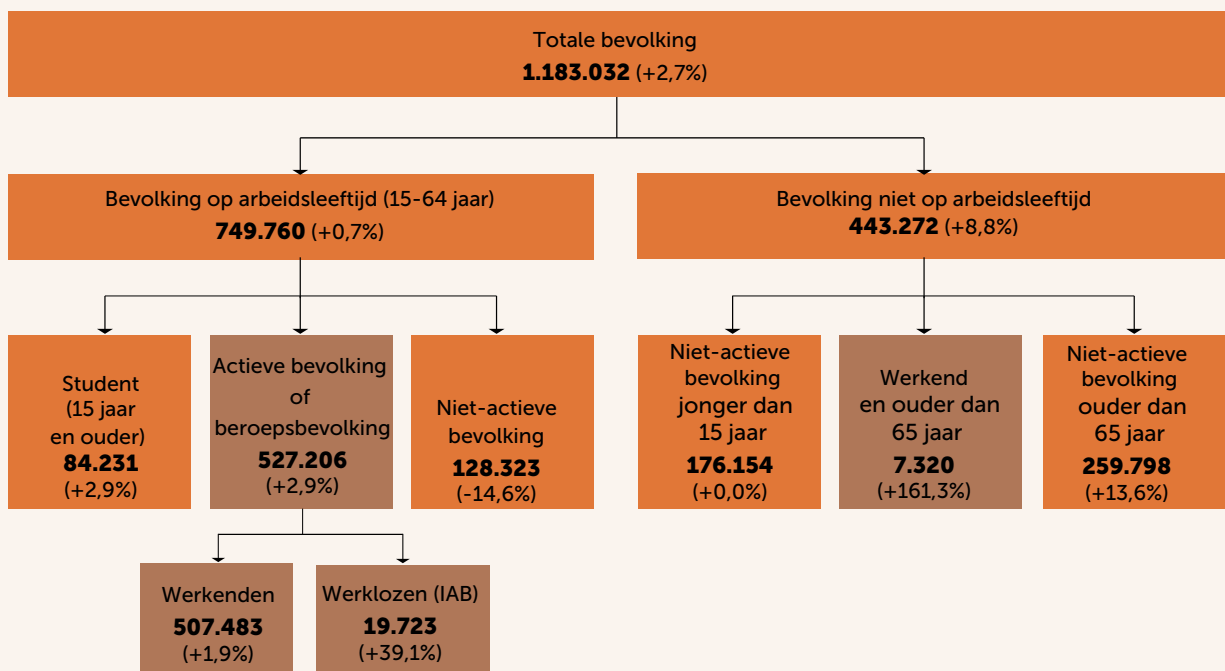 Totale bevolking
1.183.032 (+2,7%)
Bevolking op arbeidsleeftijd (15-64 jaar)
749.760 (+0,7%)
Bevolking niet op arbeidsleeftijd
443.272 (+8,8%)
Student
(15 jaar
en ouder)
84.231
(+2,9%)
Actieve bevolking
of
beroepsbevolking
527.206
(+2,9%)
Niet-actieve
bevolking
128.323
(-14,6%)
Niet-actieve
bevolking
jonger dan
15 jaar
176.154
(+0,0%)
Werkend
en ouder dan
65 jaar
7.320
(+161,3%)
Niet-actieve
bevolking
ouder dan
65 jaar
259.798
(+13,6%)
Werkenden
507.483
(+1,9%)
Werklozen (IAB)
19.723
(+39,1%)